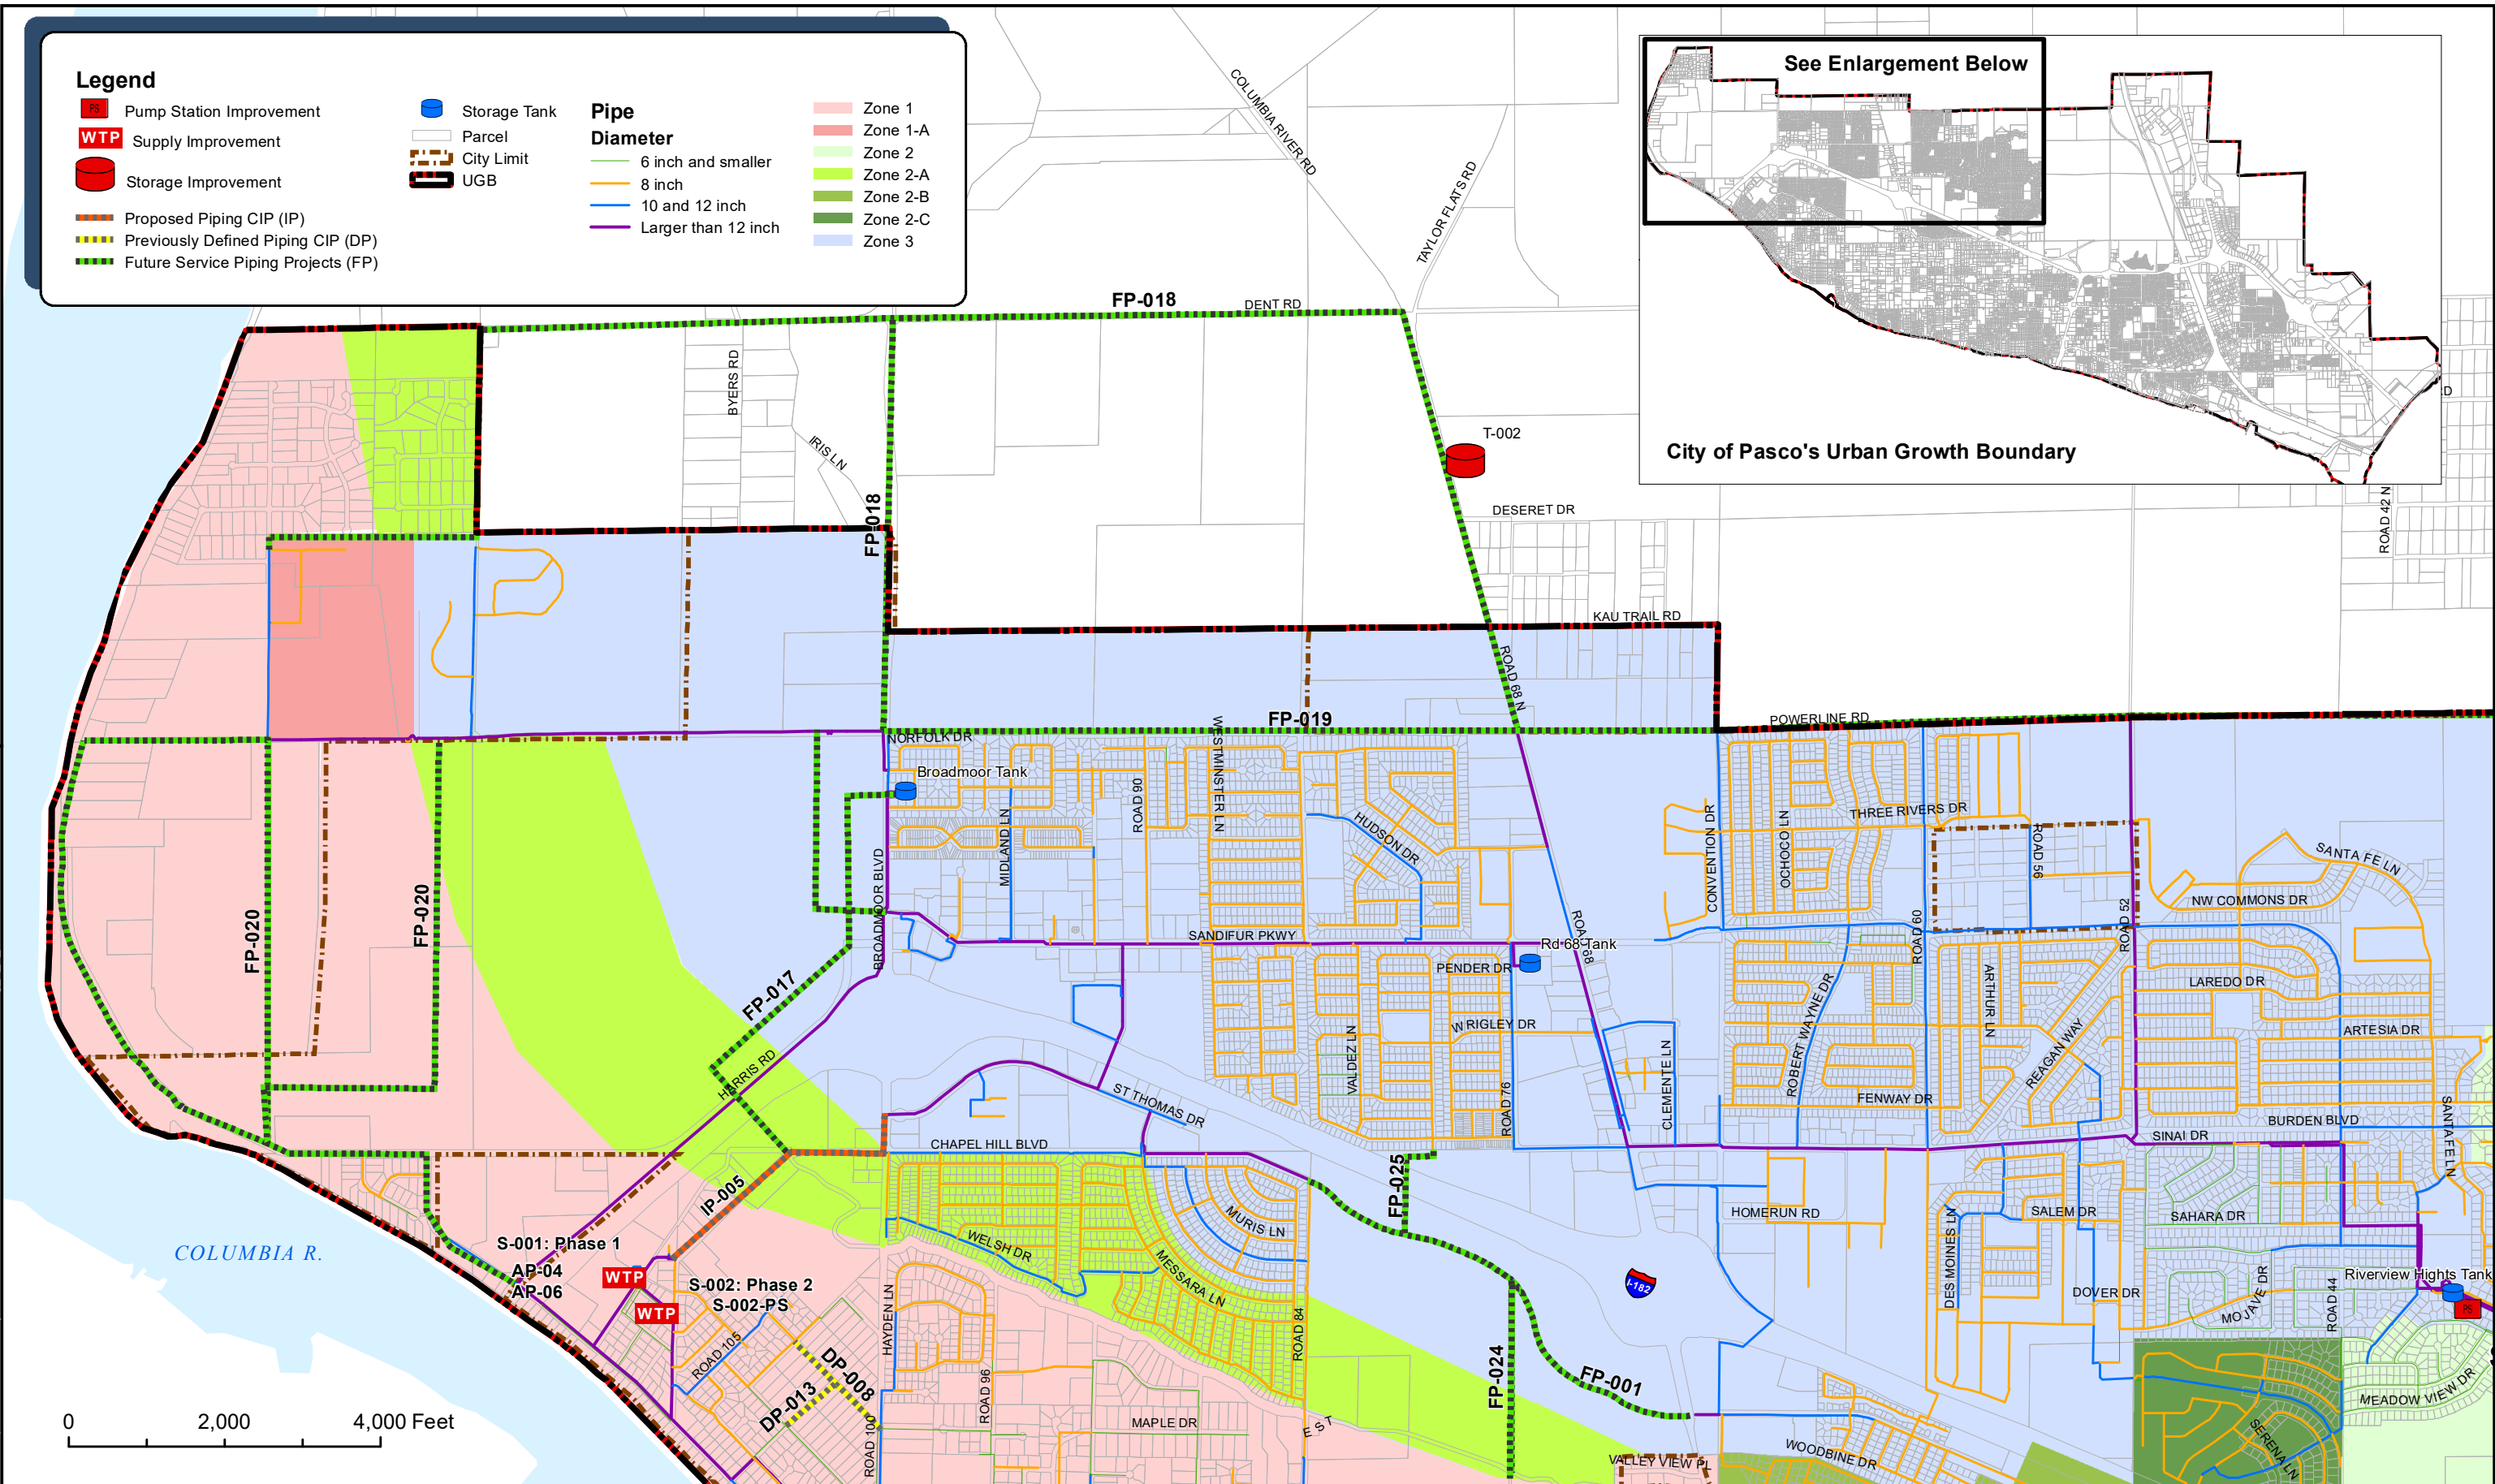 Legend
PS Pump Station Improvement
WTP Supply Improvement
Storage Improvement
Proposed Piping CIP (IP)
Previously Defined Piping CIP (DP)
Future Service Piping Projects (FP)
Storage Tank
Parcel
City Limit
UGB
Pipe
Diameter
6 inch and smaller
8 inch
10 and 12 inch
Larger than 12 inch
Zone 1
Zone 1-A
Zone 2
Zone 2-A
Zone 2-B
Zone 2-C
Zone 3
See Enlargement Below
City of Pasco's Urban Growth Boundary
COLUMBIA RIVER RD
TAYLOR FLATS RD
FP-018
DENT RD
BYERS RD
IRIS LN
FP-018
T-002
DESERET DR
ROAD 42 N
RD
KAU TRAIL RD
ROAD 68 N
FP-019
POWERLINE RD
NORFOLK DR
Broadmoor Tank
WESTMINSTER LN
ROAD 90
MIDLAND LN
HUDSON DR
CONVENTION DR
OCHOCO LN
THREE RIVERS DR
ROAD 56
SANTA FE LN
NW COMMONS DR
FP-020
FP-020
BROADMOOR BLVD
SANDIFUR PKWY
ROAD 68
Rd 68 Tank
PENDER DR
ROAD 60
ROAD 52
LAREDO DR
ARTESIA DR
FP-017
HARRIS RD
WRIGLEY DR
VALDEZ LN
ROAD 76
CLEMENTE LN
ROBERT WAYNE DR
ARTHUR LN
REAGAN WAY
FENWAY DR
ST THOMAS DR
CHAPEL HILL BLVD
BURDEN BLVD
SINAI DR
SANTA FE LN
IP-005
FP-025
MURIS LN
WELSH DR
MESSARA LN
HOMERUN RD
DES MOINES LN
SALEM DR
SAHARA DR
COLUMBIA R.
S-001: Phase 1
AP-04
AP-06
WTP
WTP
S-002: Phase 2
S-002-PS
HAYDEN LN
ROAD 84
I-182
DOVER DR
MOJAVE DR
ROAD 44
Riverview Hights Tank
PS
ROAD 105
DP-008
DP-013
ROAD 96
ROAD 100
MAPLE DR
EST
FP-024
FP-001
VALLEY VIEW PL
WOODBINE DR
MEADOW VIEW DR
SERENA LN
0 2,000 4,000 Feet